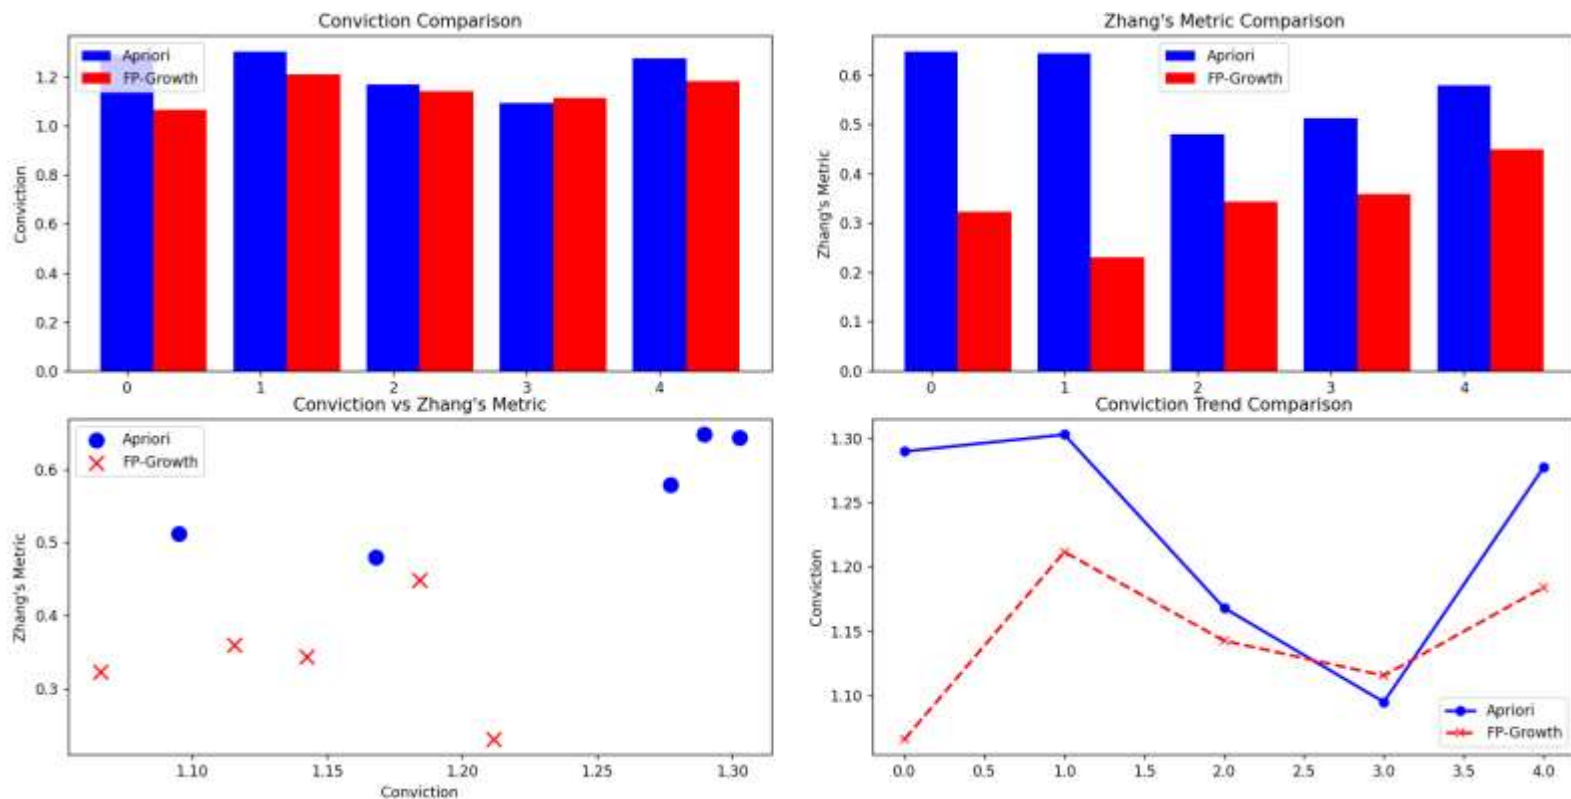 Conviction Comparison
Conviction
1.2
1.0
0.8
0.6
0.4
0.2
0.0
Apriori
FP-Growth
0 1 2 3 4
Zhang's Metric Comparison
Zhang's Metric
0.6
0.5
0.4
0.3
0.2
0.1
0.0
Apriori
FP-Growth
0 1 2 3 4
Conviction vs Zhang's Metric
Zhang's Metric
0.6
0.5
0.4
0.3
Apriori
FP-Growth
1.10 1.15 1.20 1.25 1.30
Conviction
Conviction Trend Comparison
Conviction
1.30
1.25
1.20
1.15
1.10
Apriori
FP-Growth
0.0 0.5 1.0 1.5 2.0 2.5 3.0 3.5 4.0